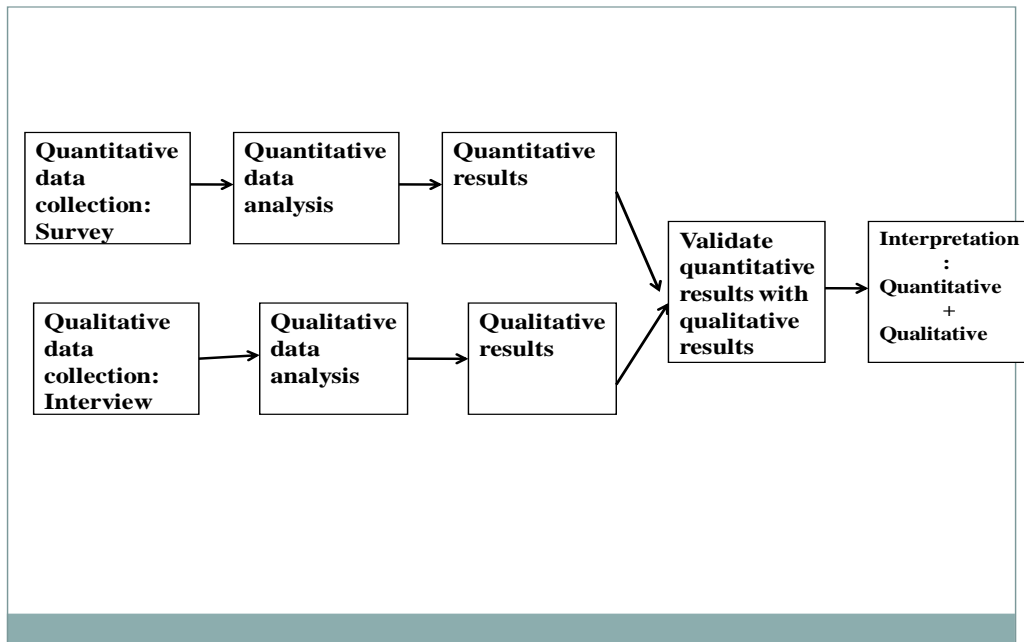 Quantitative
data
collection:
Survey
Quantitative
data
analysis
Quantitative
results
Qualitative
data
collection:
Interview
Qualitative
data
analysis
Qualitative
results
Validate
quantitative
results with
qualitative
results
Interpretation
:
Quantitative
+
Qualitative